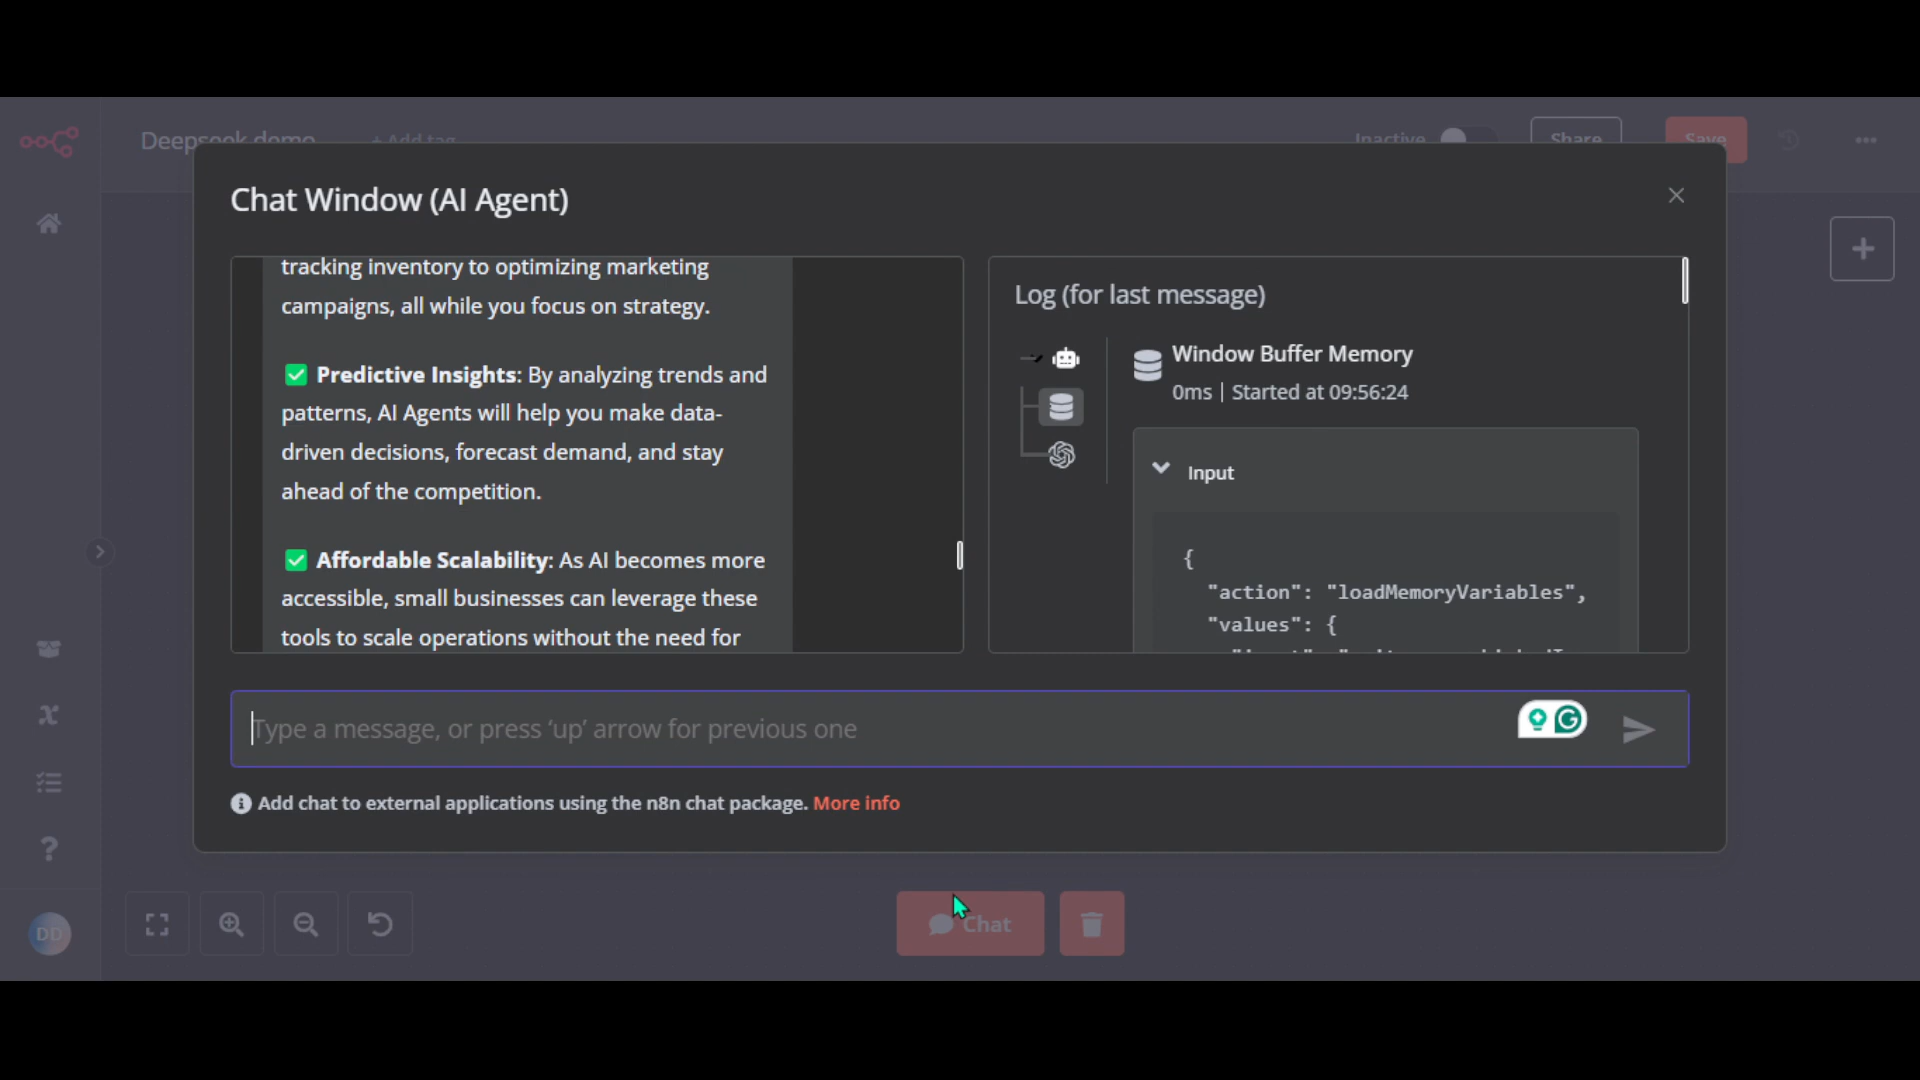 Deepseek demo
+ Add tag
Inactive
Share
Save
Chat Window (AI Agent)
tracking inventory to optimizing marketing
campaigns, all while you focus on strategy.
✅ Predictive Insights: By analyzing trends and
patterns, AI Agents will help you make data-
driven decisions, forecast demand, and stay
ahead of the competition.
✅ Affordable Scalability: As AI becomes more
accessible, small businesses can leverage these
tools to scale operations without the need for
Log (for last message)
Window Buffer Memory
0ms | Started at 09:56:24
Input
{
"action": "loadMemoryVariables",
"values": {
Type a message, or press ‘up’ arrow for previous one
Add chat to external applications using the n8n chat package. More info
DD
Chat